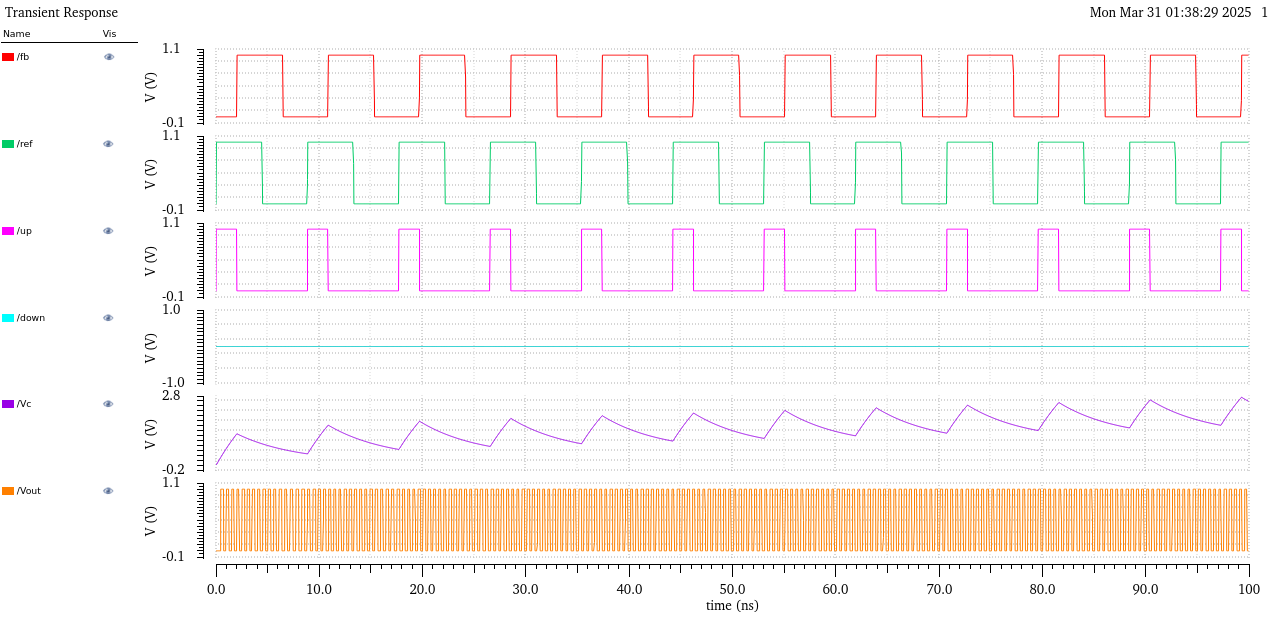 Transient Response
Mon Mar 31 01:38:29 2025 1
Name Vis
/fb
1.1
V (V)
-0.1
/ref
1.1
V (V)
-0.1
/up
1.1
V (V)
-0.1
/down
1.0
V (V)
-1.0
/Vc
2.8
V (V)
-0.2
/Vout
1.1
V (V)
-0.1
0.0 10.0 20.0 30.0 40.0 50.0 60.0 70.0 80.0 90.0 100
time (ns)